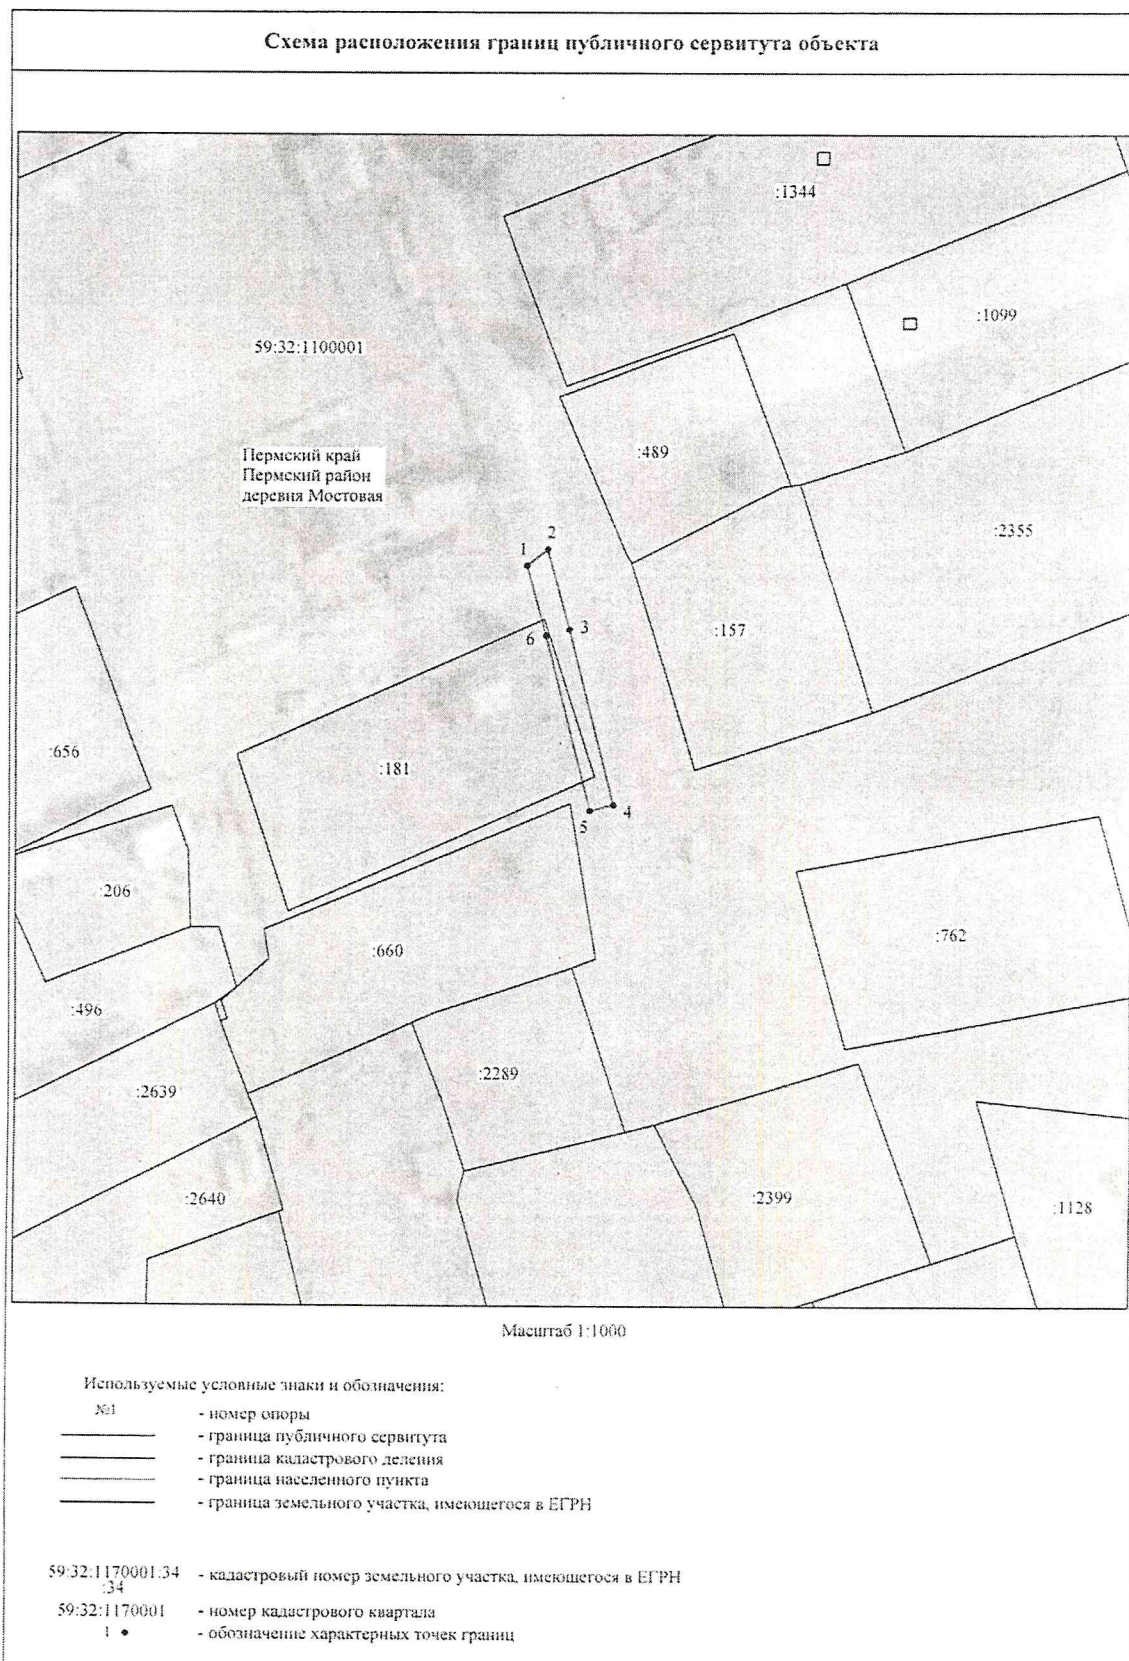 Схема расположения границ публичного сервитута объекта
:1344
:1099
59:32:1100001
:489
Пермский край
Пермский район
деревня Мостовая
:2355
2
1
3
6
:157
:656
:181
4
5
:206
:660
:762
:496
:2289
:2639
:2640
:2399
:1128
Масштаб 1:1000
Используемые условные знаки и обозначения:
№1 - номер опоры
- граница публичного сервитута
- граница кадастрового деления
- граница населенного пункта
- граница земельного участка, имеющегося в ЕГРН
59:32:1170001:34 - кадастровый номер земельного участка, имеющегося в ЕГРН
:34
59:32:1170001 - номер кадастрового квартала
1 • - обозначение характерных точек границ